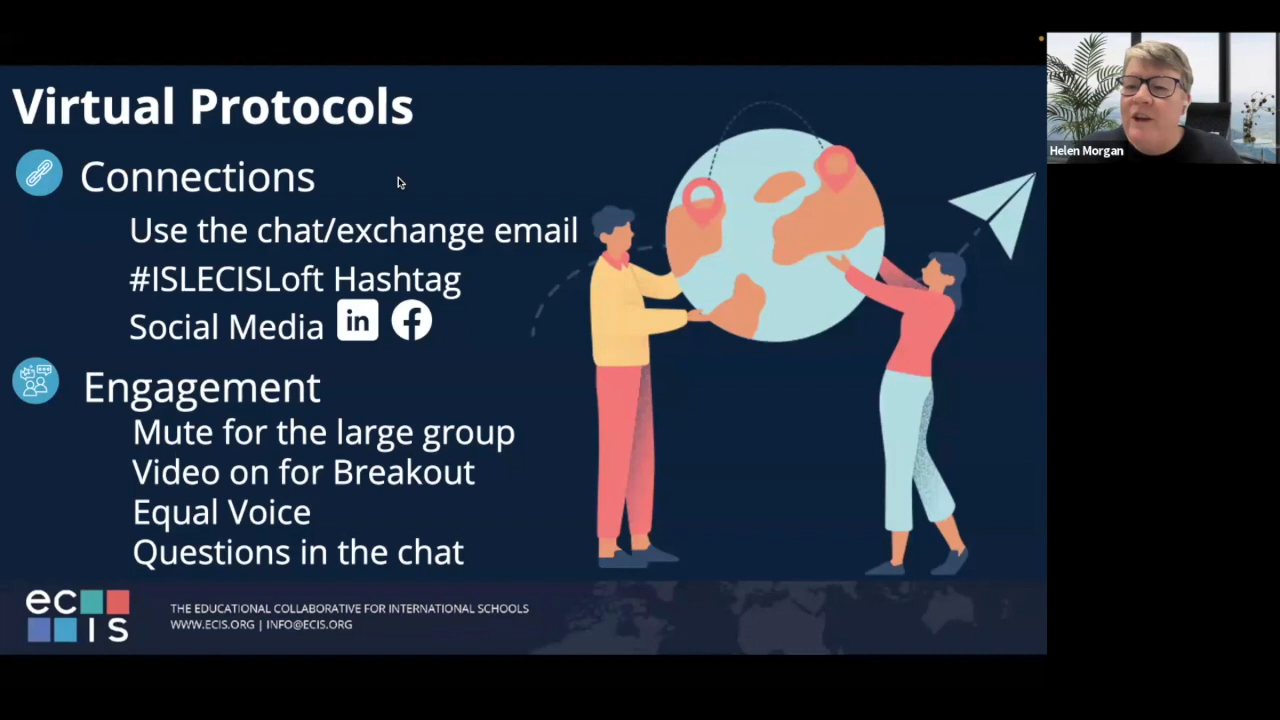 Virtual Protocols
Connections
Use the chat/exchange email
#ISLECISLoft Hashtag
Social Media in f
Engagement
Mute for the large group
Video on for Breakout
Equal Voice
Questions in the chat
ecis
THE EDUCATIONAL COLLABORATIVE FOR INTERNATIONAL SCHOOLS
WWW.ECIS.ORG | INFO@ECIS.ORG
Helen Morgan